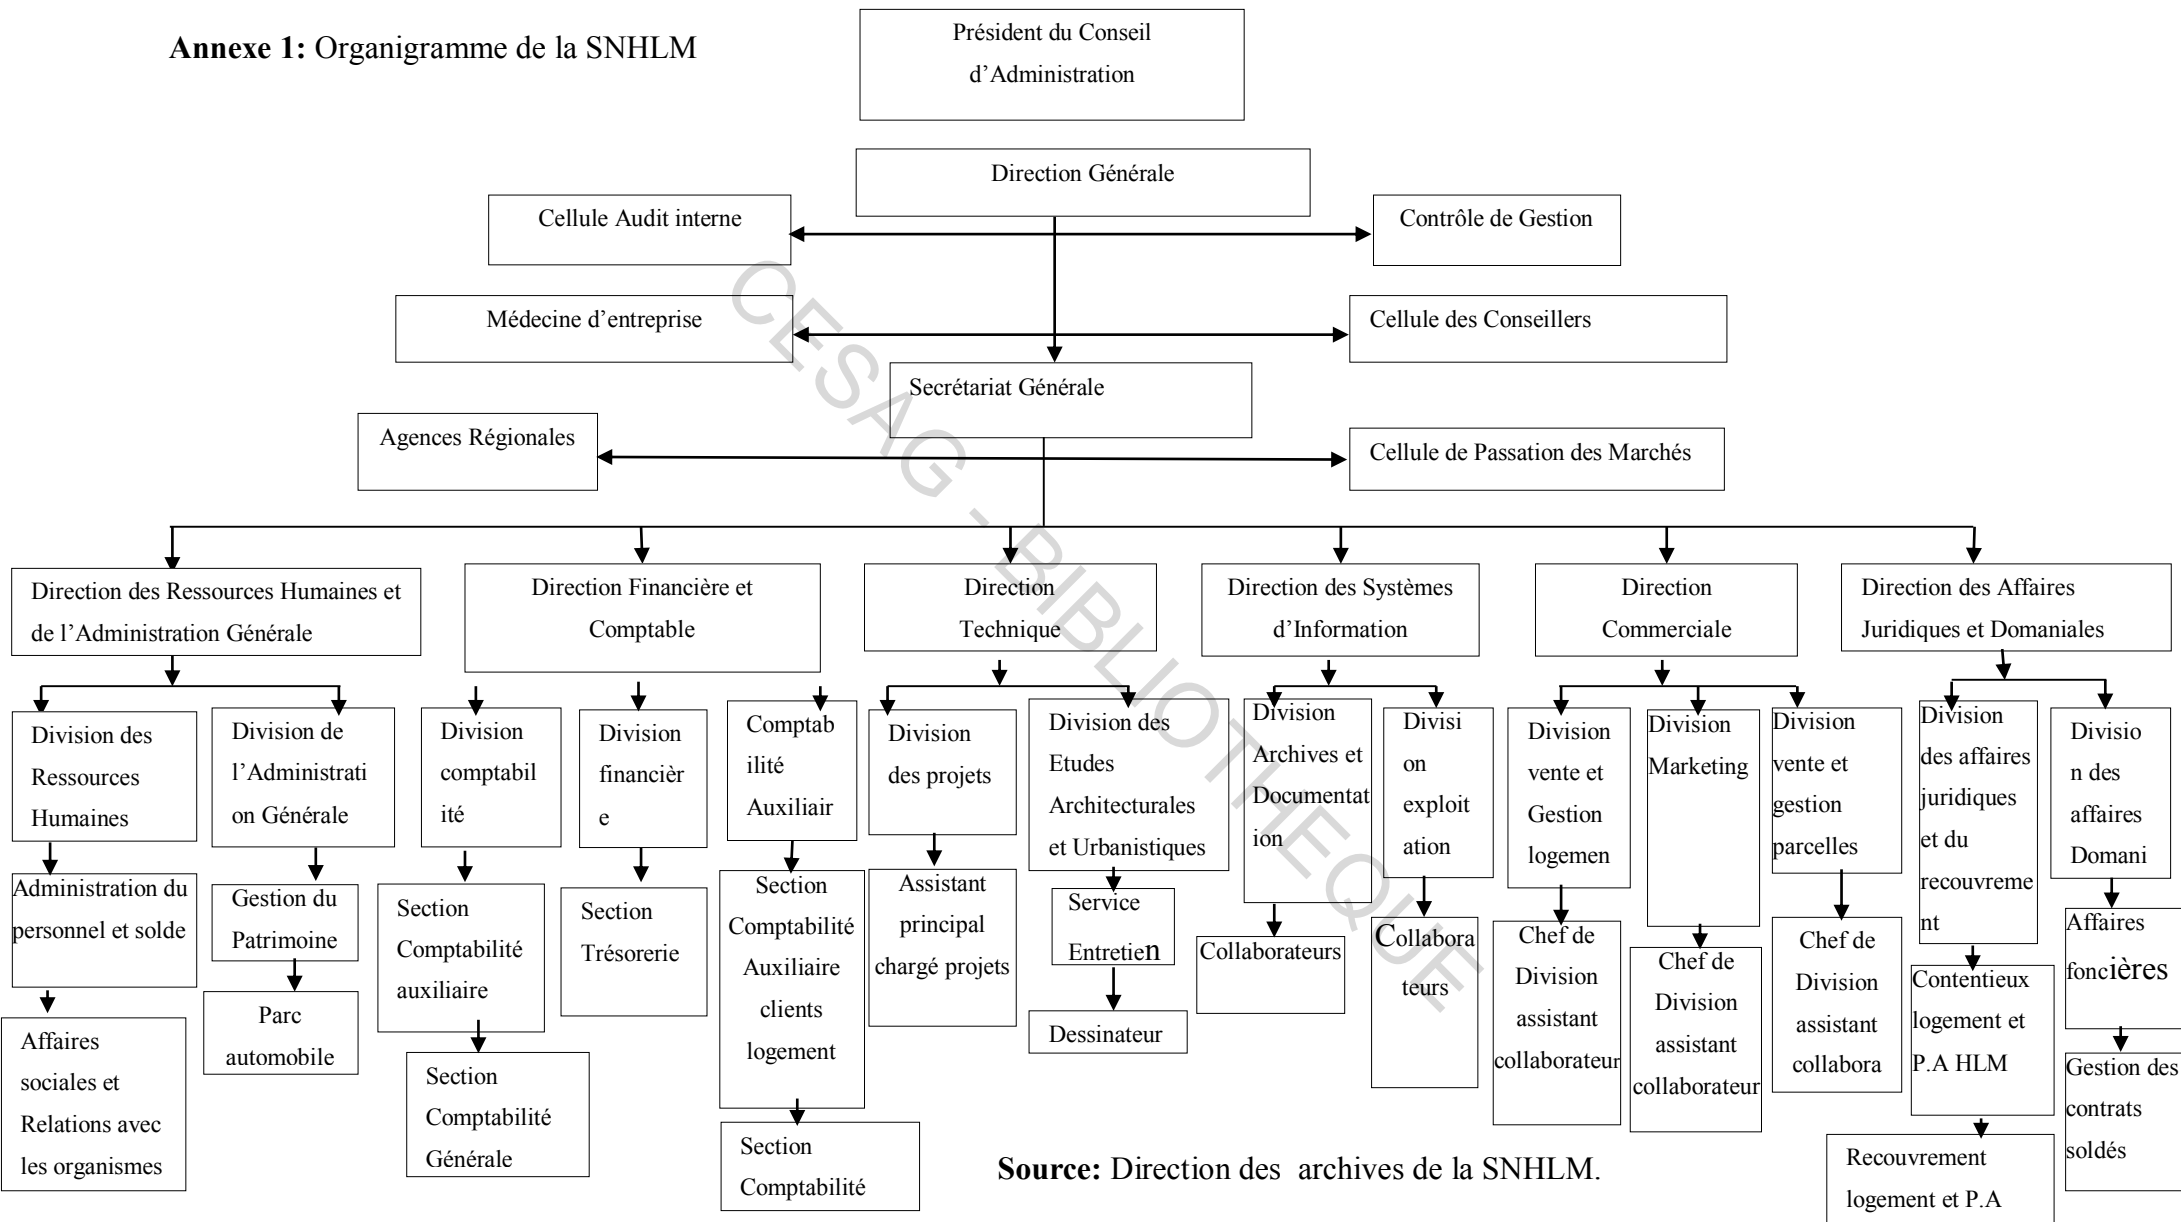 Annexe 1: Organigramme de la SNHLM
Président du Conseil
d’Administration
Direction Générale
Cellule Audit interne
Contrôle de Gestion
Médecine d’entreprise
Cellule des Conseillers
Secrétariat Générale
Agences Régionales
Cellule de Passation des Marchés
Direction des Ressources Humaines et
de l’Administration Générale
Direction Financière et
Comptable
Direction
Technique
Direction des Systèmes
d’Information
Direction
Commerciale
Direction des Affaires
Juridiques et Domaniales
Division des
Ressources
Humaines
Division de
l’Administrati
on Générale
Division
comptabil
ité
Division
financièr
e
Comptab
ilité
Auxiliair
Division
des projets
Division des
Etudes
Architecturales
et Urbanistiques
Division
Archives et
Documentat
ion
Divisi
on
exploit
ation
Division
vente et
Gestion
logemen
Division
Marketing
Division
vente et
gestion
parcelles
Division
des affaires
juridiques
et du
recouvreme
nt
Divisio
n des
affaires
Domani
Administration du
personnel et solde
Gestion du
Patrimoine
Section
Comptabilité
auxiliaire
Section
Trésorerie
Section
Comptabilité
Auxiliaire
clients
logement
Assistant
principal
chargé projets
Service
Entretien
Collaborateurs
Collabora
teurs
Chef de
Division
assistant
collaborateur
Chef de
Division
assistant
collaborateur
Chef de
Division
assistant
collabora
Contentieux
logement et
P.A HLM
Affaires
foncières
Affaires
sociales et
Relations avec
les organismes
Parc
automobile
Section
Comptabilité
Générale
Section
Comptabilité
Dessinateur
Recouvrement
logement et P.A
Gestion des
contrats
soldés
Source: Direction des archives de la SNHLM.
CESAG - BIBLIOTHEQUE